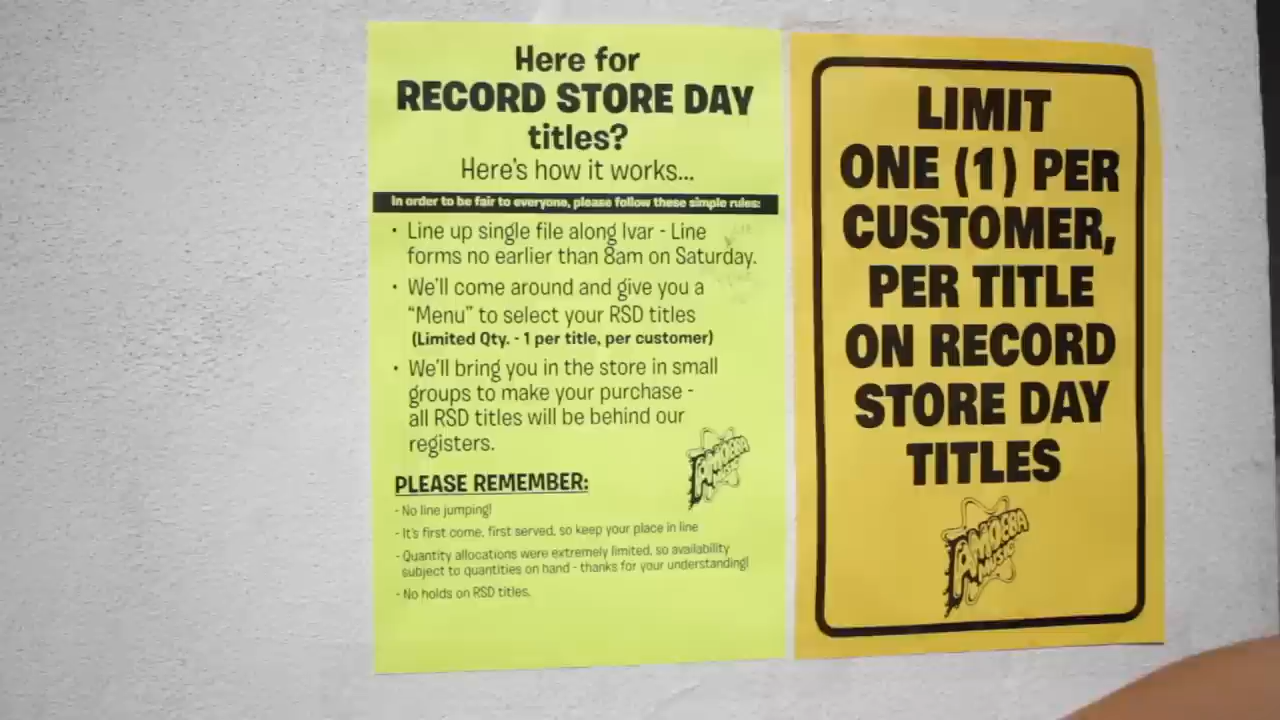 Here for
RECORD STORE DAY
titles?
Here's how it works...
In order to be fair to everyone, please follow these simple rules:
• Line up single file along Ivar - Line
forms no earlier than 8am on Saturday.
• We'll come around and give you a
“Menu” to select your RSD titles
(Limited Qty. - 1 per title, per customer)
• We'll bring you in the store in small
groups to make your purchase -
all RSD titles will be behind our
registers.
AMOEBA
MUSIC
PLEASE REMEMBER:
- No line jumping!
- It's first come, first served, so keep your place in line
- Quantity allocations were extremely limited, so availability
subject to quantities on hand - thanks for your understanding!
- No holds on RSD titles.
LIMIT
ONE (1) PER
CUSTOMER,
PER TITLE
ON RECORD
STORE DAY
TITLES
AMOEBA
MUSIC